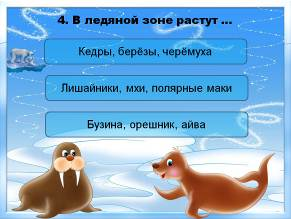 4. В ледяной зоне растут ...
Кедры, берёзы, черёмуха
Лишайники, мхи, полярные маки
Бузина, орешник, айва